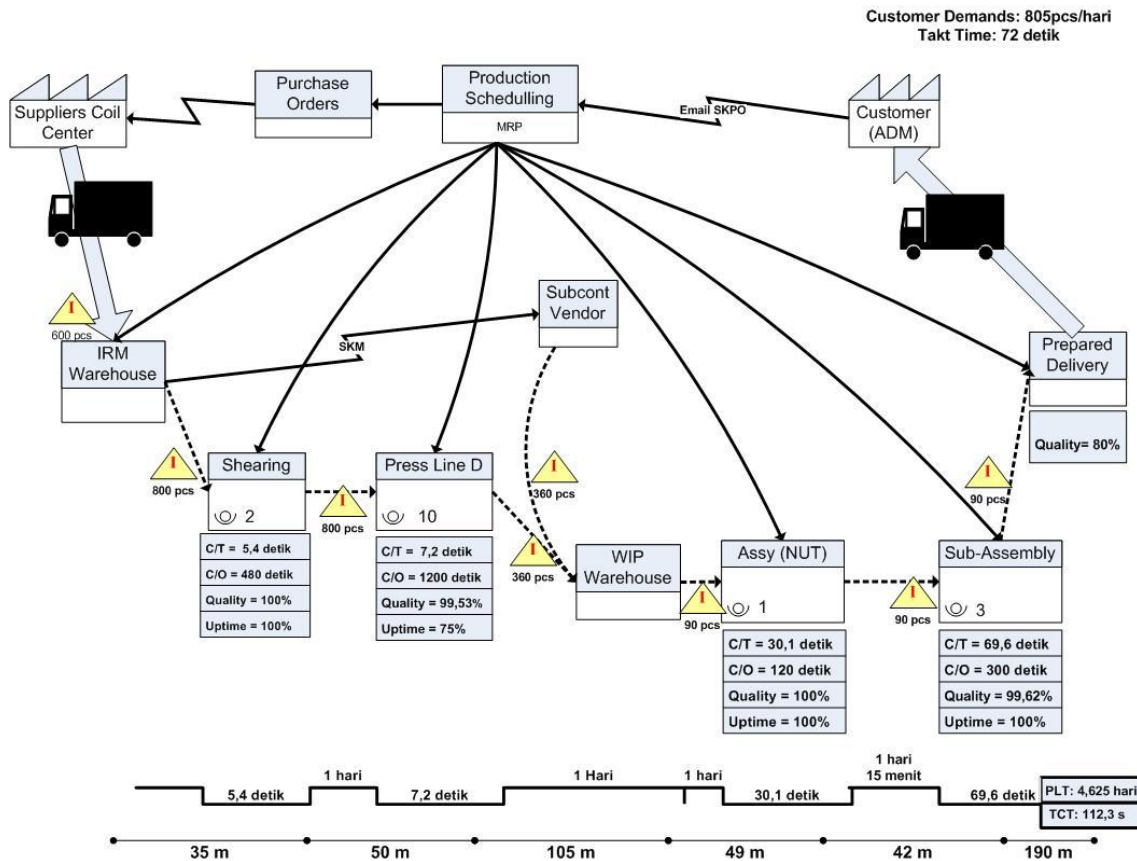 Customer Demands: 805pcs/hari
Takt Time: 72 detik
Suppliers Coil
Center
Purchase
Orders
Production
Schedulling
MRP
Email SKPO
Customer
(ADM)
I
600 pcs
IRM
Warehouse
SKM
Subcont
Vendor
Prepared
Delivery
Quality= 80%
I
800 pcs
Shearing
2
C/T = 5,4 detik
C/O = 480 detik
Quality = 100%
Uptime = 100%
I
800 pcs
Press Line D
10
C/T = 7,2 detik
C/O = 1200 detik
Quality = 99,53%
Uptime = 75%
I
360 pcs
I
360 pcs
WIP
Warehouse
I
90 pcs
Assy (NUT)
1
C/T = 30,1 detik
C/O = 120 detik
Quality = 100%
Uptime = 100%
I
90 pcs
Sub-Assembly
3
C/T = 69,6 detik
C/O = 300 detik
Quality = 99,62%
Uptime = 100%
I
90 pcs
5,4 detik
1 hari
7,2 detik
1 Hari
1 hari
30,1 detik
1 hari
15 menit
69,6 detik
PLT: 4,625 hari
TCT: 112,3 s
35 m
50 m
105 m
49 m
42 m
190 m